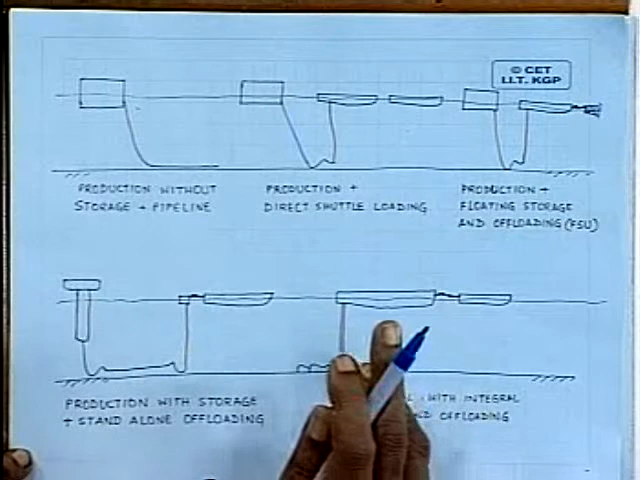 © CET
I.I.T. KGP
PRODUCTION WITHOUT
STORAGE + PIPELINE
PRODUCTION +
DIRECT SHUTTLE LOADING
PRODUCTION +
FLOATING STORAGE
AND OFFLOADING (FSU)
PRODUCTION WITH STORAGE
+ STAND ALONE OFFLOADING
WITH INTEGRAL
OFFLOADING